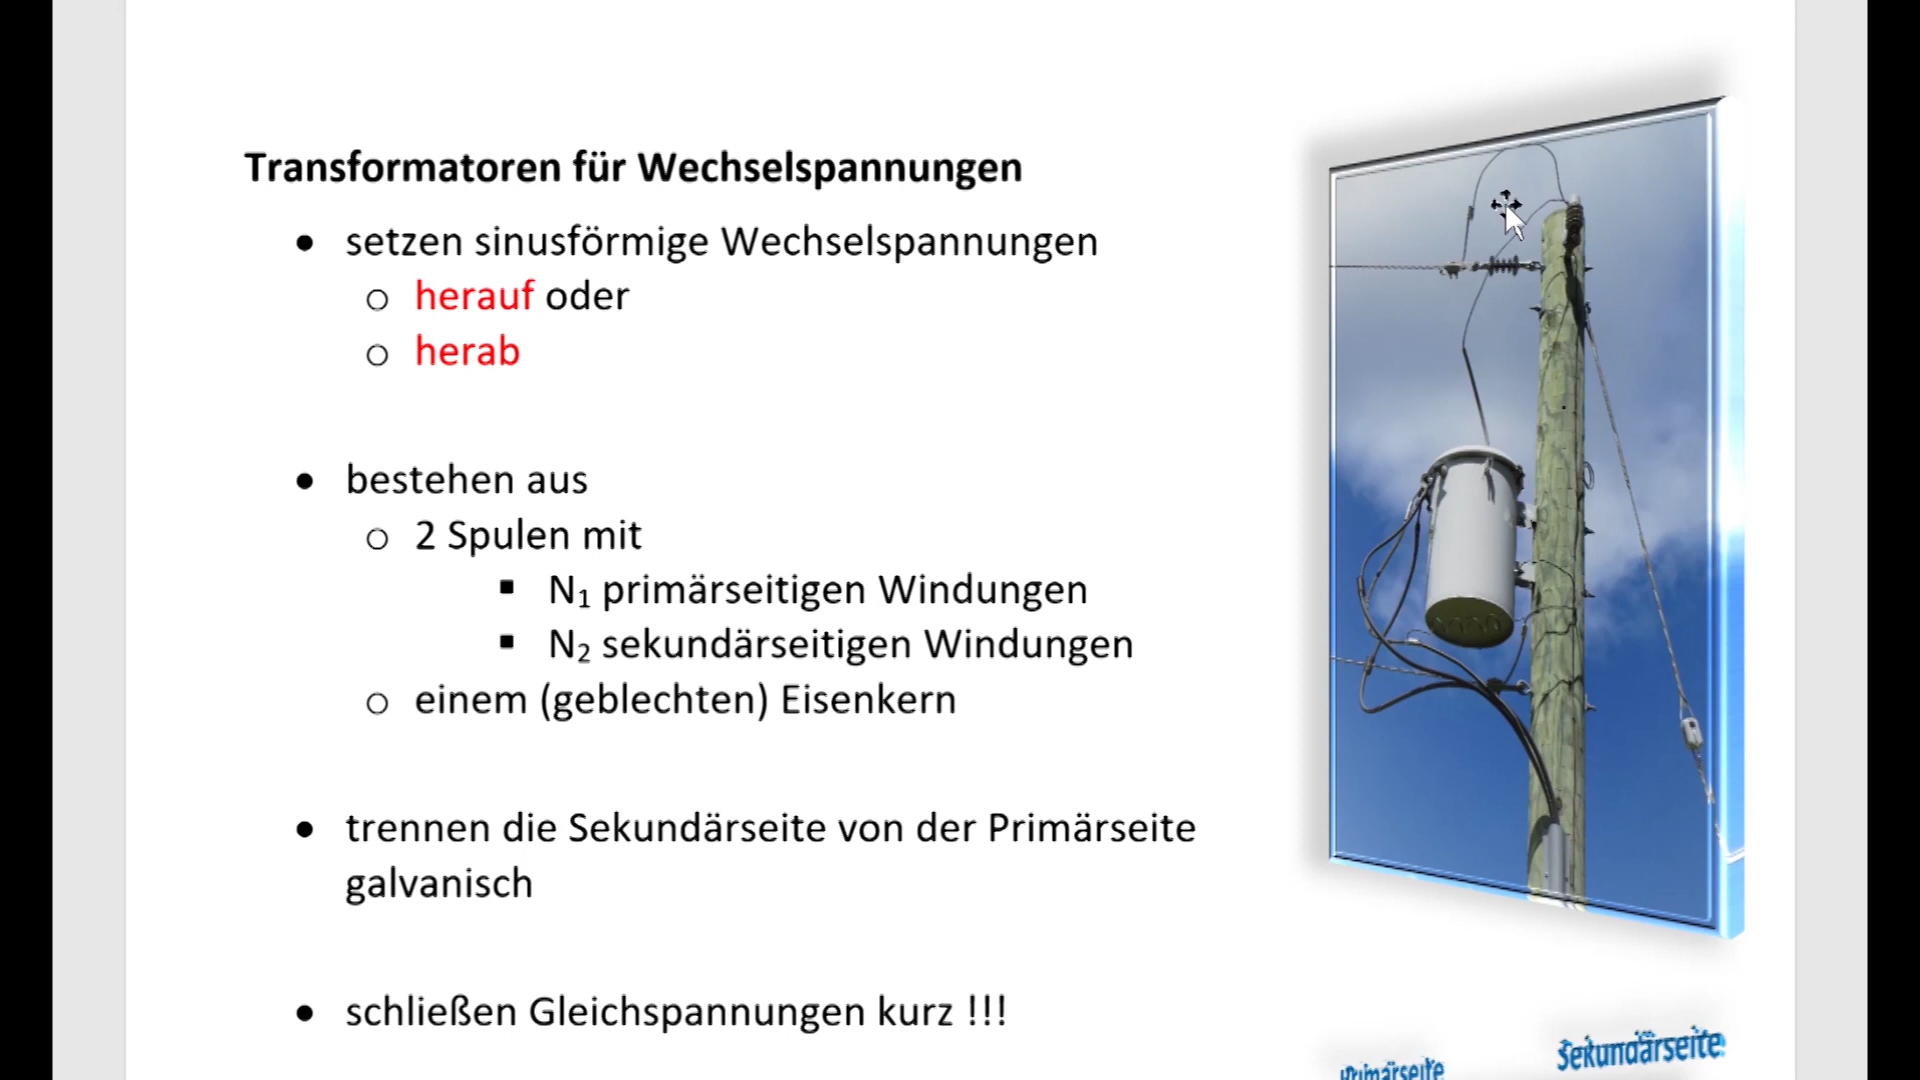 Transformatoren für Wechselspannungen
• setzen sinusförmige Wechselspannungen
○ herauf oder
○ herab
• bestehen aus
○ 2 Spulen mit
▪ N₁ primärseitigen Windungen
▪ N₂ sekundärseitigen Windungen
○ einem (geblechten) Eisenkern
• trennen die Sekundärseite von der Primärseite
galvanisch
• schließen Gleichspannungen kurz !!!
Sekundärseite
Primärseite